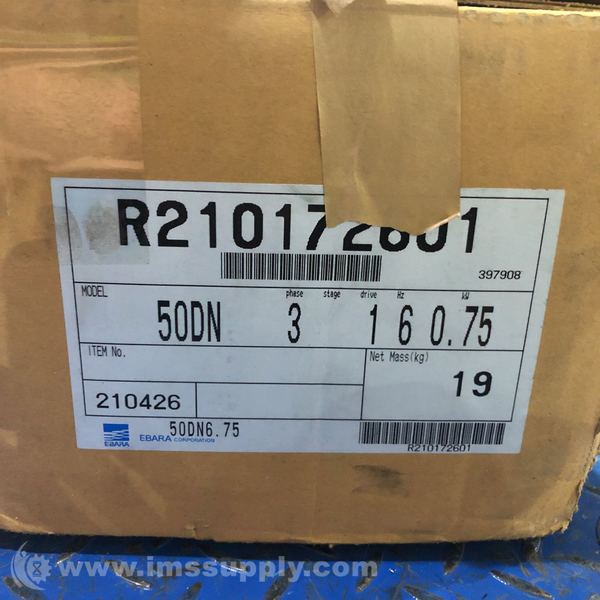 R210172601
397908
MODEL phase stage drive Hz kW
50DN 3 1 6 0.75
ITEM No. Net Mass(kg)
19
210426
50DN6.75
EBARA EBARA CORPORATION
R210172601
www.imssupply.com